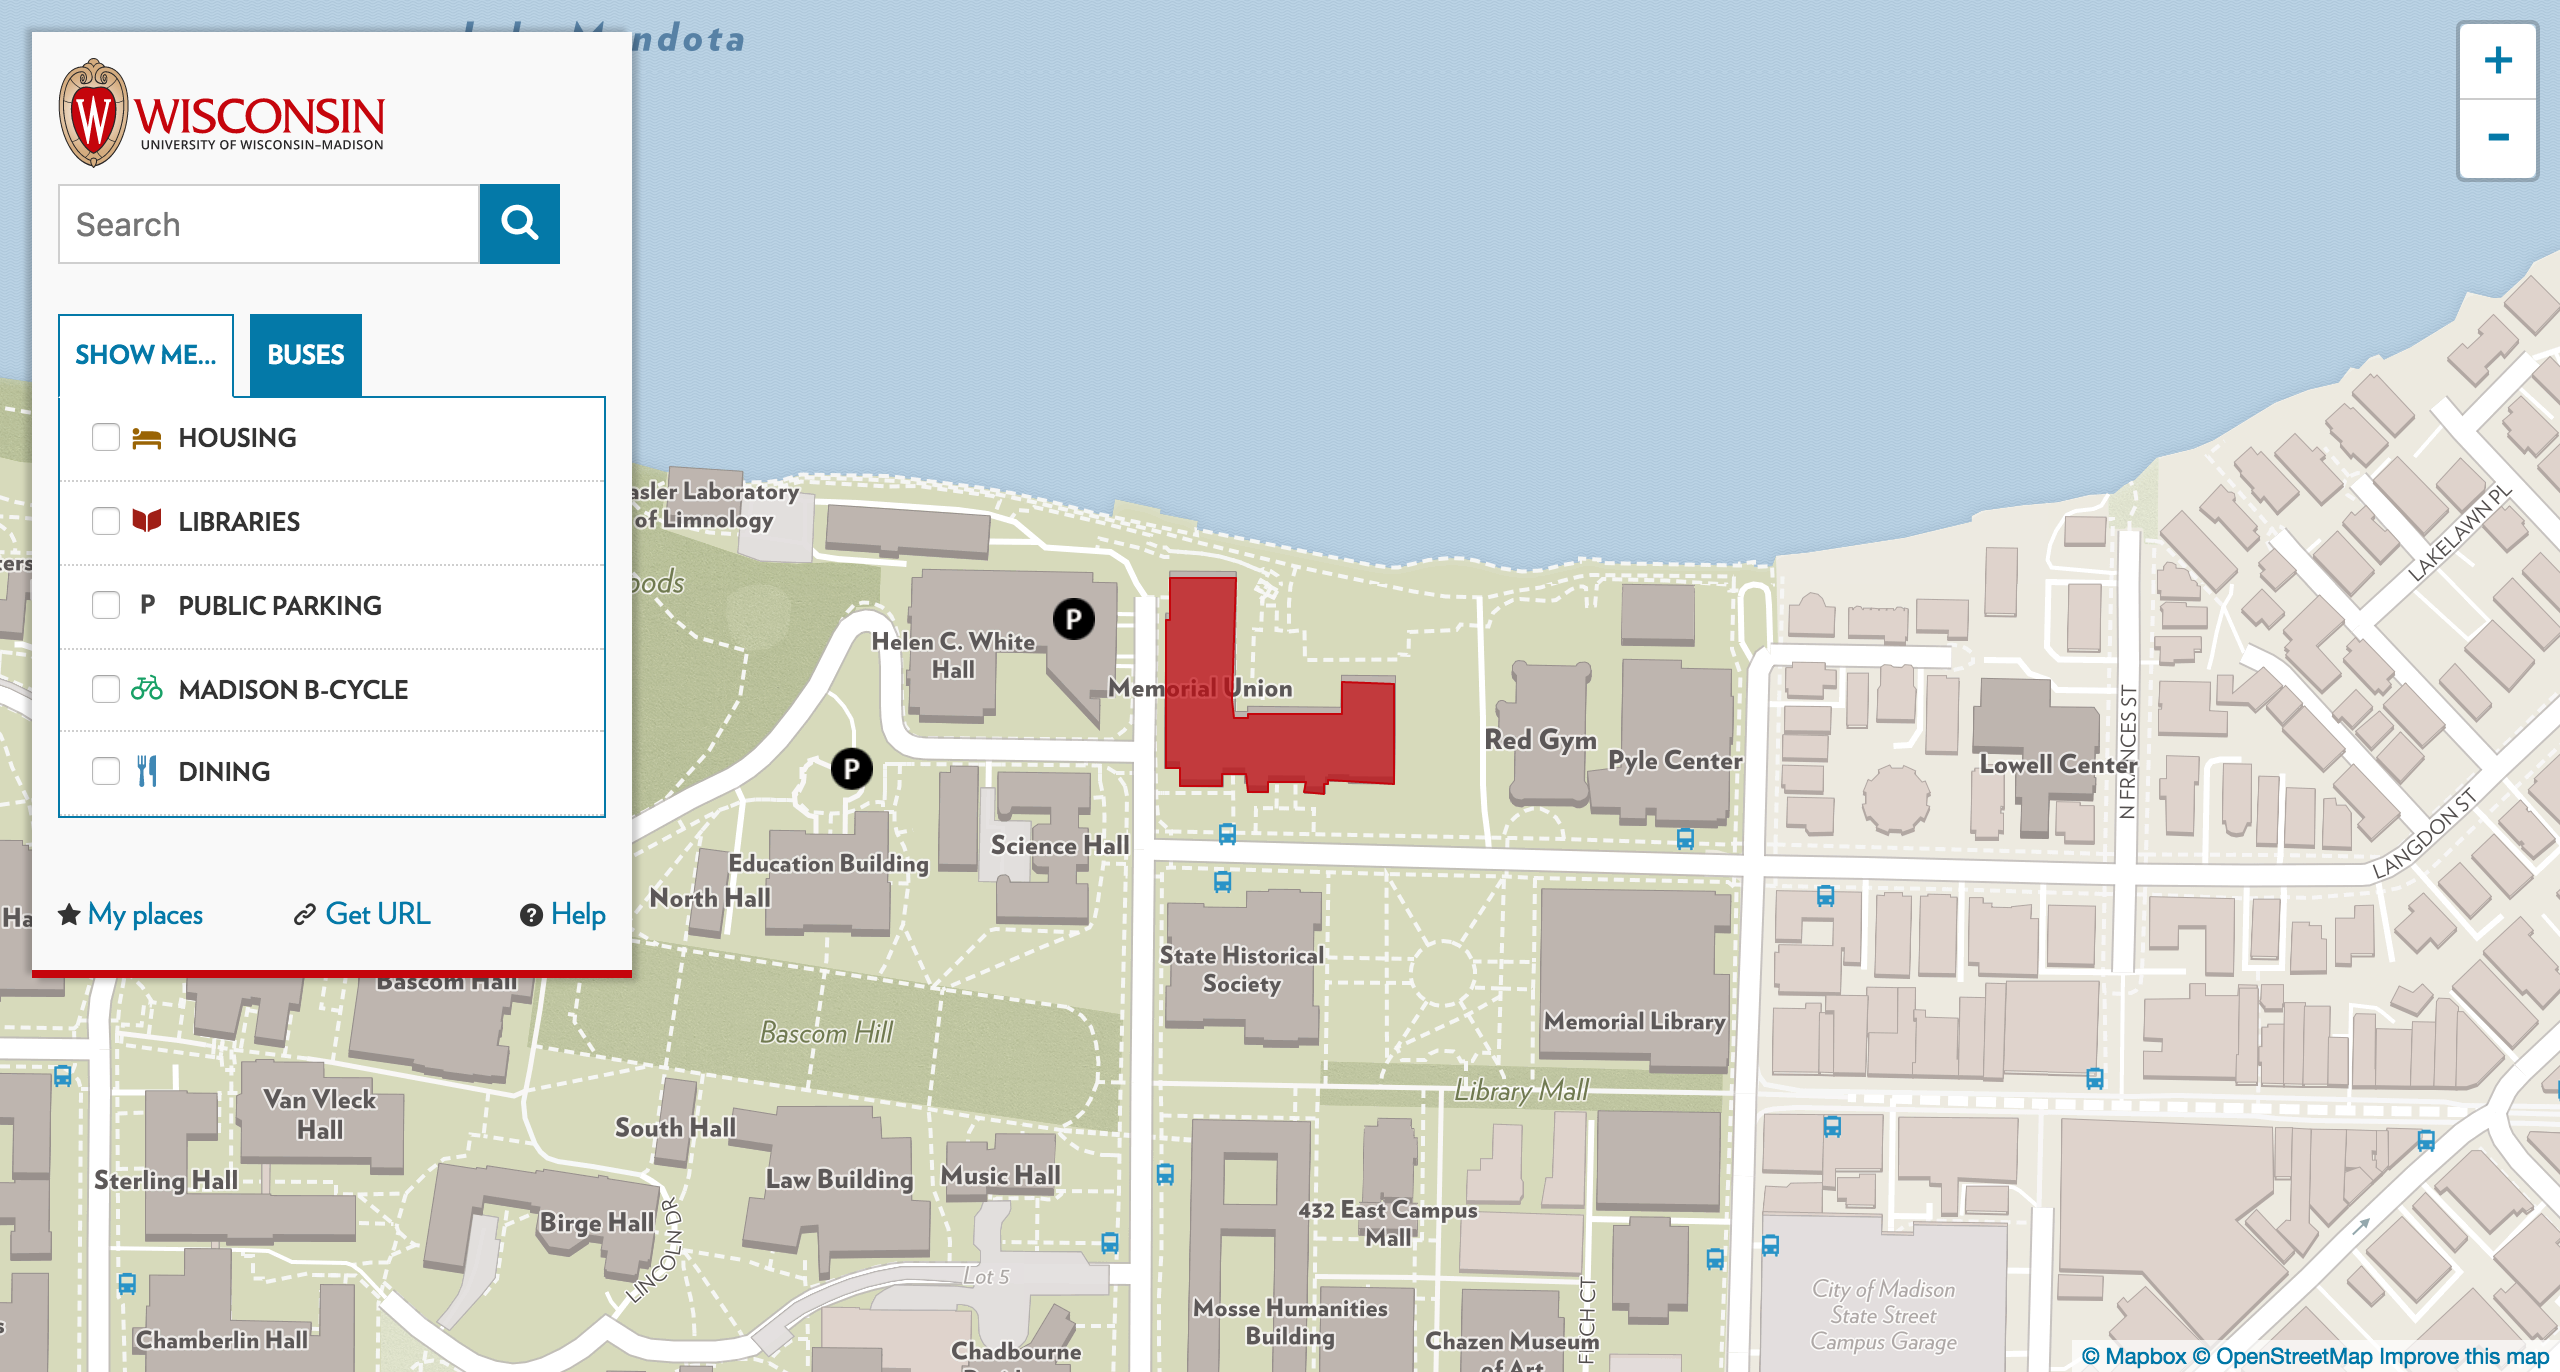 ndota
WISCONSIN
UNIVERSITY OF WISCONSIN–MADISON
Search
SHOW ME...
BUSES
HOUSING
LIBRARIES
P PUBLIC PARKING
MADISON B-CYCLE
DINING
My places
Get URL
? Help
+
-
asler Laboratory
of Limnology
oods
ters
Ha
P
Helen C. White
Hall
Memorial Union
P
Red Gym
Pyle Center
Lowell Center
N FRANCES ST
LAKELAWN PL
LANGDON ST
Science Hall
Education Building
North Hall
State Historical
Society
Memorial Library
Bascom Hall
Bascom Hill
Library Mall
Van Vleck
Hall
South Hall
Sterling Hall
Law Building
Music Hall
Birge Hall
LINCOLN DR
432 East Campus
Mall
Lot 5
Mosse Humanities
Building
Chamberlin Hall
Chadbourne
Chazen Museum
of Art
City of Madison
State Street
Campus Garage
© Mapbox © OpenStreetMap Improve this map